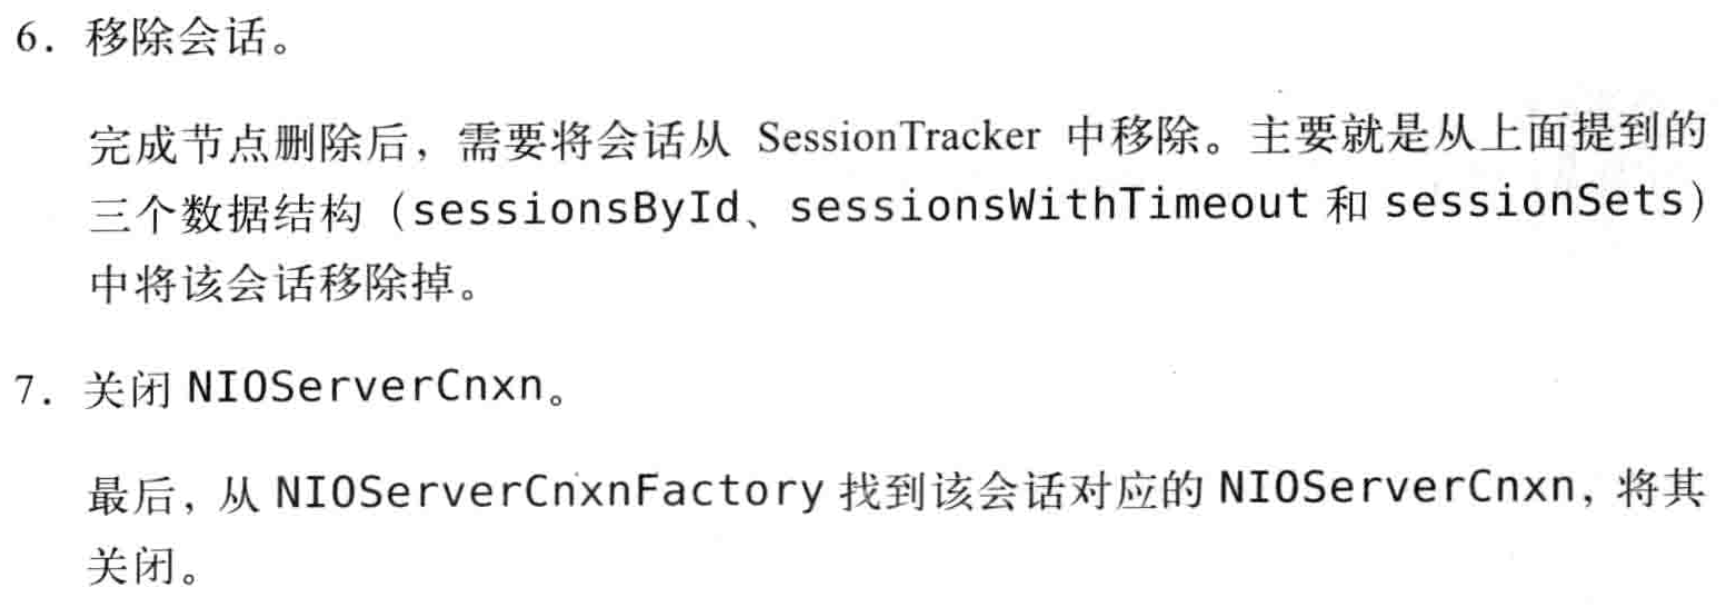 6. 移除会话。
完成节点删除后，需要将会话从 SessionTracker 中移除。主要就是从上面提到的
三个数据结构（sessionsById、sessionsWithTimeout 和 sessionSets）
中将该会话移除掉。
7. 关闭 NIOServerCnxn。
最后，从 NIOServerCnxnFactory 找到该会话对应的 NIOServerCnxn，将其
关闭。